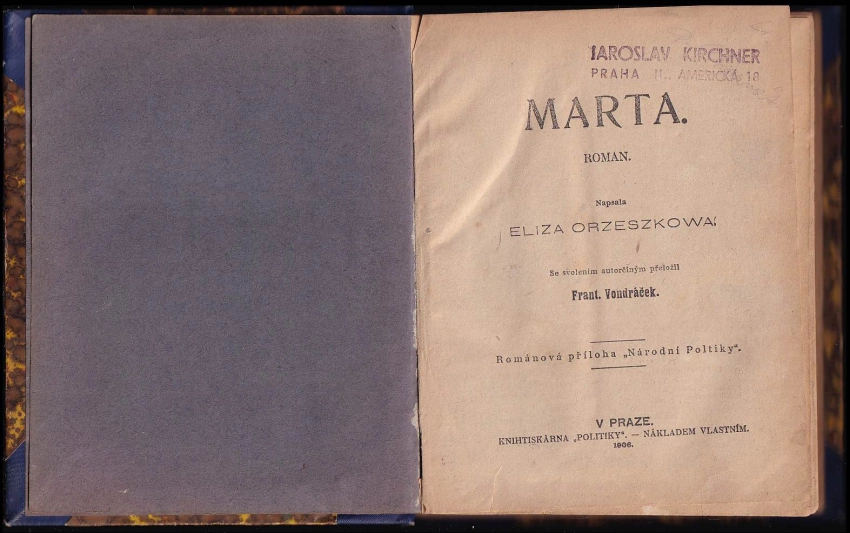 JAROSLAV KIRCHNER
PRAHA II., AMERICKÁ 18
MARTA.
ROMAN.
Napsala
ELIZA ORZESZKOWA.
Se svolením autorčiným přeložil
Frant. Vondráček.
Románová příloha „Národní Poltiky“.
V PRAZE.
KNIHTISKÁRNA „POLITIKY“. — NÁKLADEM VLASTNÍM.
1906.